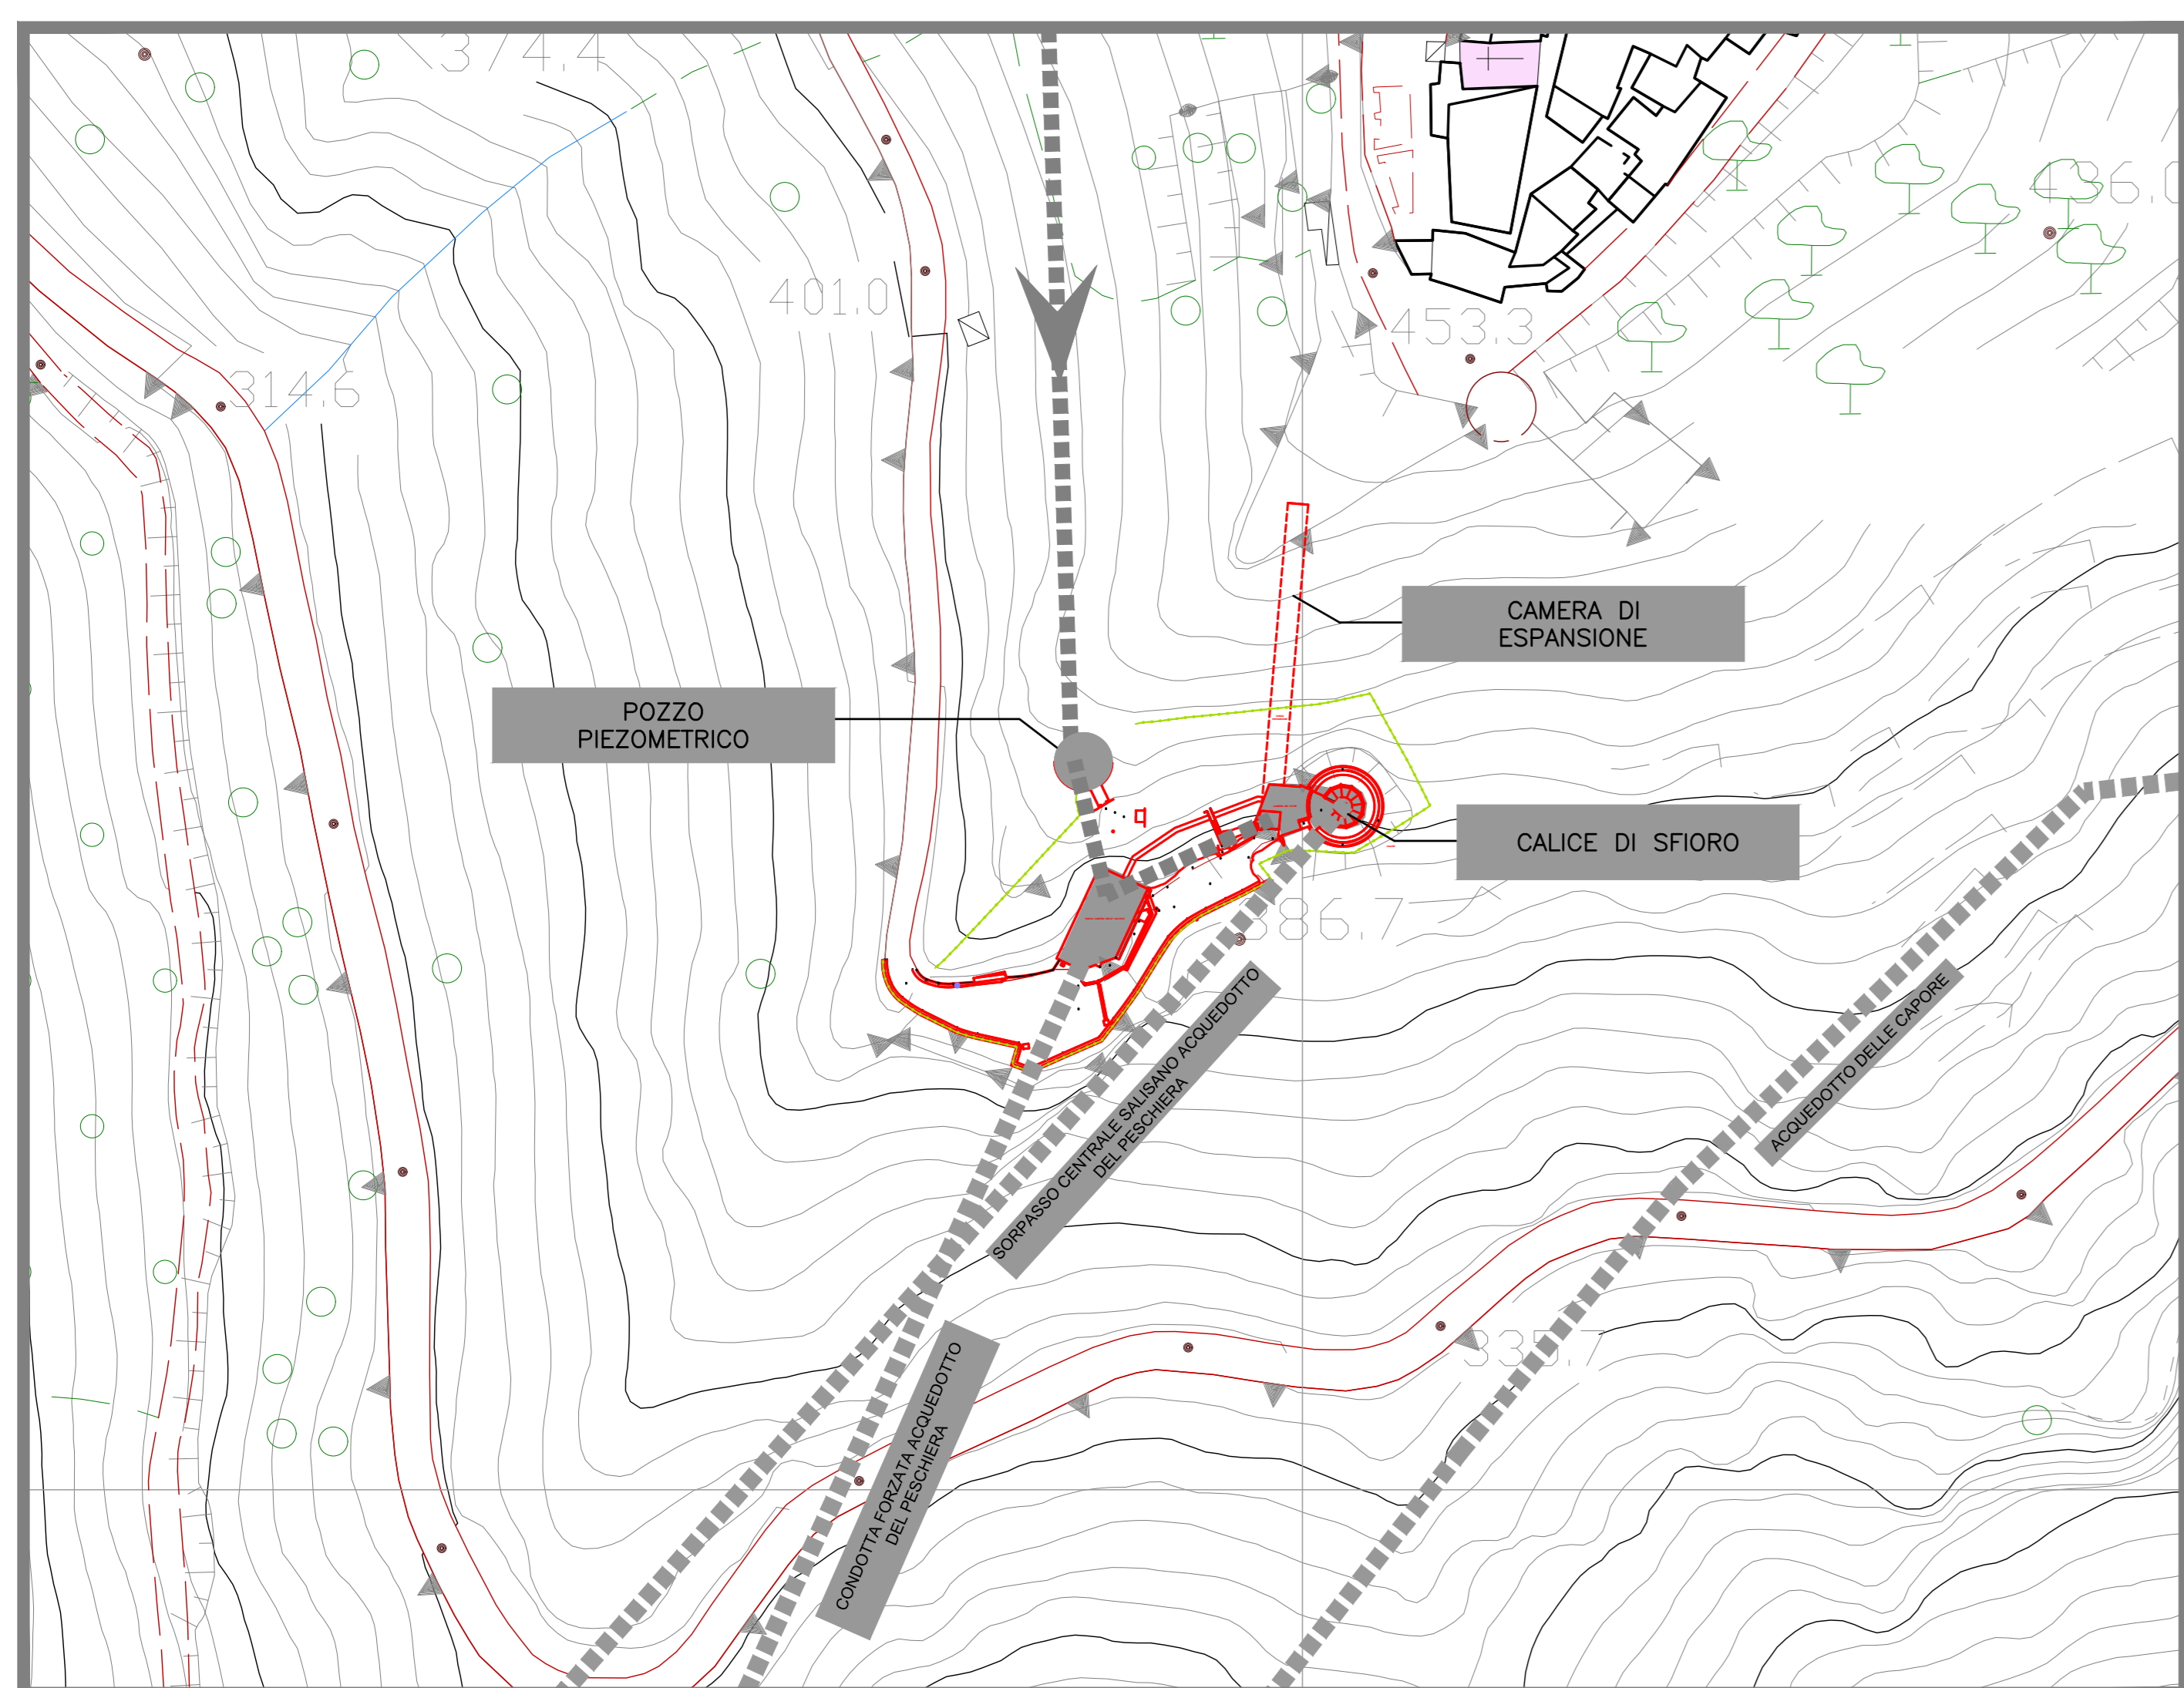 374.4
436.0
401.0
453.3
314.6
CAMERA DI
ESPANSIONE
POZZO
PIEZOMETRICO
CALICE DI SFIORO
386.7
SORPASSO CENTRALE SALISANO ACQUEDOTTO
DEL PESCHIERA
ACQUEDOTTO DELLE CAPORE
335.7
CONDOTTA FORZATA ACQUEDOTTO
DEL PESCHIERA